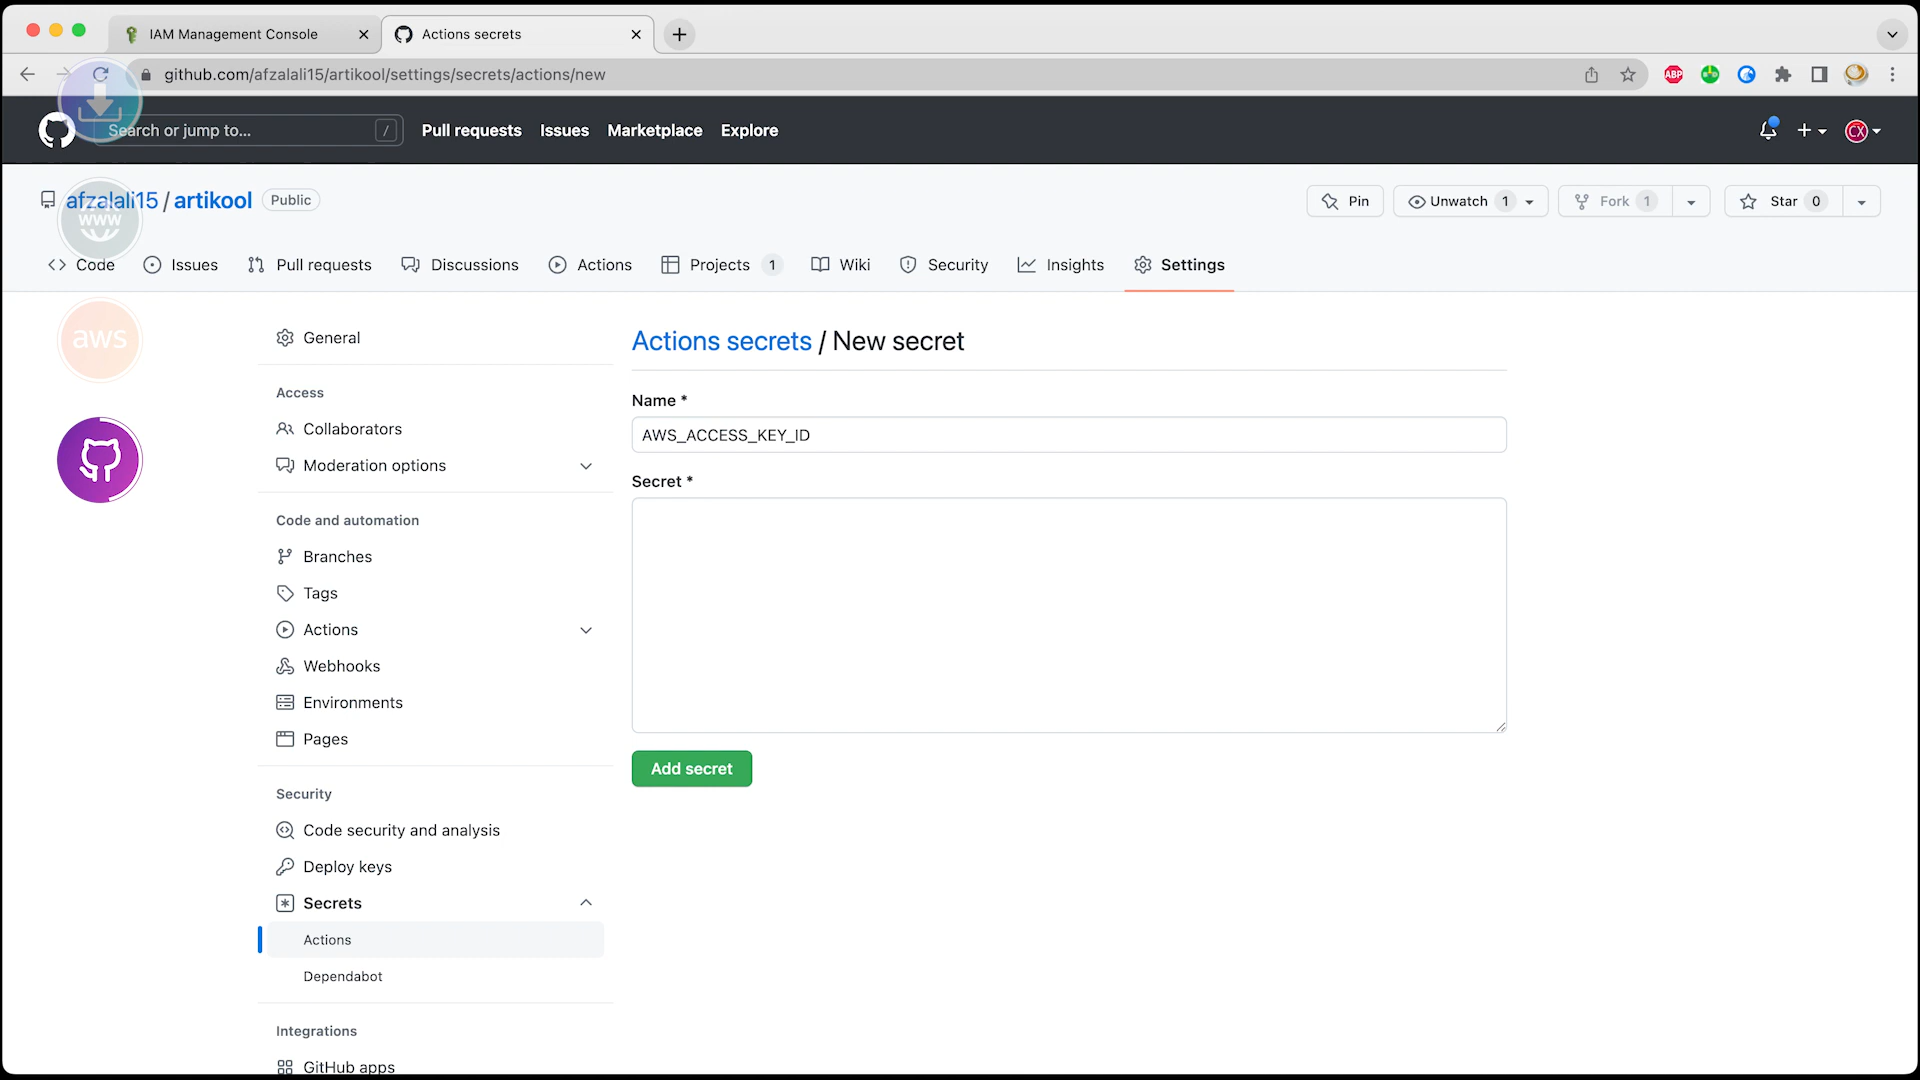 IAM Management Console
Actions secrets
github.com/afzalali15/artikool/settings/secrets/actions/new
ABP
Search or jump to...
/
Pull requests
Issues
Marketplace
Explore
CX
afzalali15 / artikool
Public
Pin
Unwatch 1
Fork 1
Star 0
www
Code
Issues
Pull requests
Discussions
Actions
Projects 1
Wiki
Security
Insights
Settings
aws
General
Access
Collaborators
Moderation options
Code and automation
Branches
Tags
Actions
Webhooks
Environments
Pages
Security
Code security and analysis
Deploy keys
Secrets
Actions
Dependabot
Integrations
GitHub apps
Actions secrets / New secret
Name *
AWS_ACCESS_KEY_ID
Secret *
Add secret